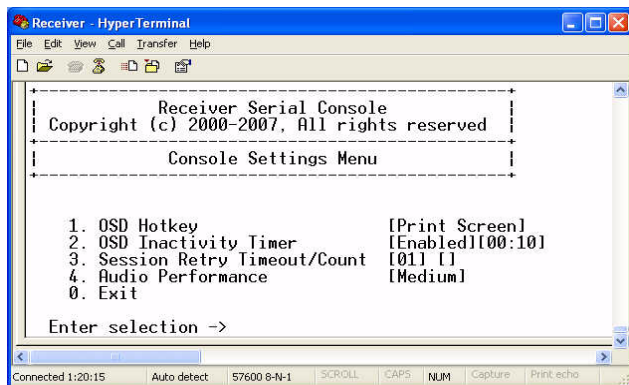 Receiver - HyperTerminal
File Edit View Call Transfer Help
+------------------------------------------------+
| Receiver Serial Console |
| Copyright (c) 2000-2007, All rights reserved |
+------------------------------------------------+
| Console Settings Menu |
+------------------------------------------------+
1. OSD Hotkey [Print Screen]
2. OSD Inactivity Timer [Enabled][00:10]
3. Session Retry Timeout/Count [01] []
4. Audio Performance [Medium]
0. Exit
Enter selection ->
Connected 1:20:15 Auto detect 57600 8-N-1 SCROLL CAPS NUM Capture Print echo